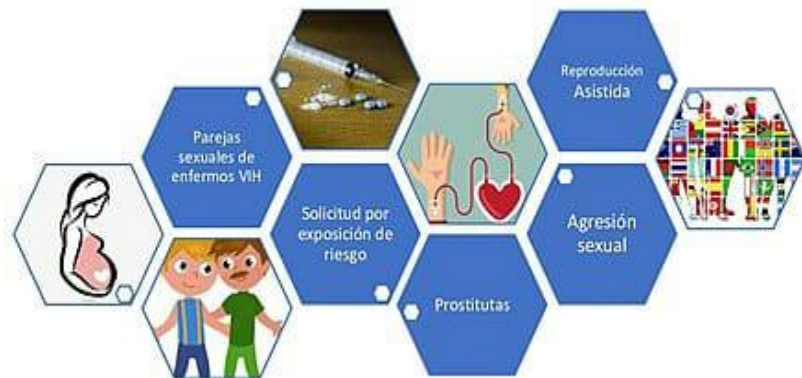 Parejas
sexuales de
enfermos VIH
Solicitud por
exposición de
riesgo
Prostitutas
Reproducción
Asistida
Agresión
sexual